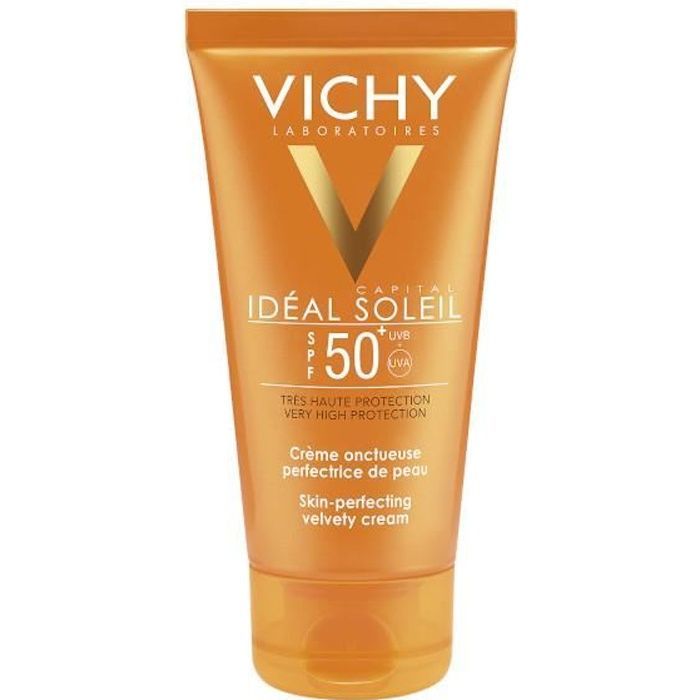 VICHY
LABORATOIRES
CAPITAL
IDÉAL SOLEIL
SPF 50+ UVB + UVA
TRÈS HAUTE PROTECTION
VERY HIGH PROTECTION
Crème onctueuse
perfectrice de peau
Skin-perfecting
velvety cream